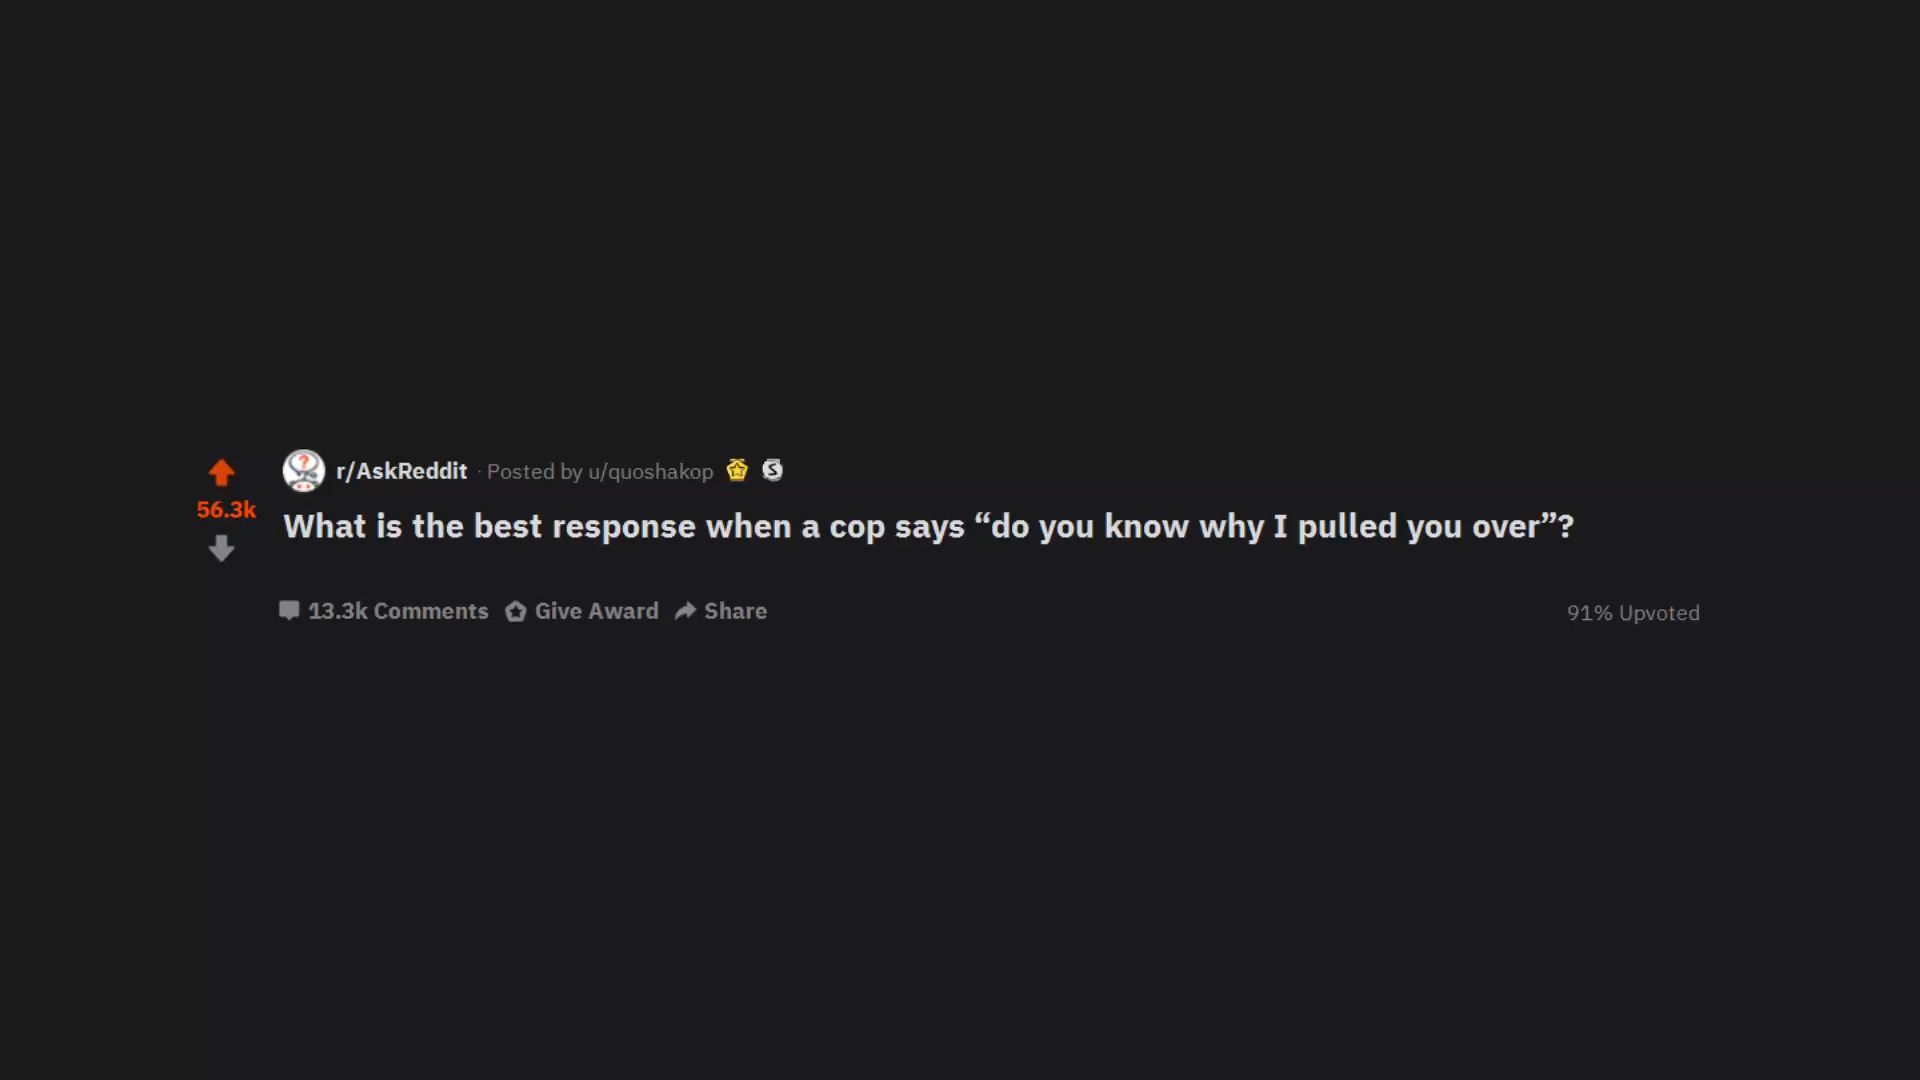 r/AskReddit · Posted by u/quoshakop
56.3k
What is the best response when a cop says “do you know why I pulled you over”?
13.3k Comments Give Award Share
91% Upvoted